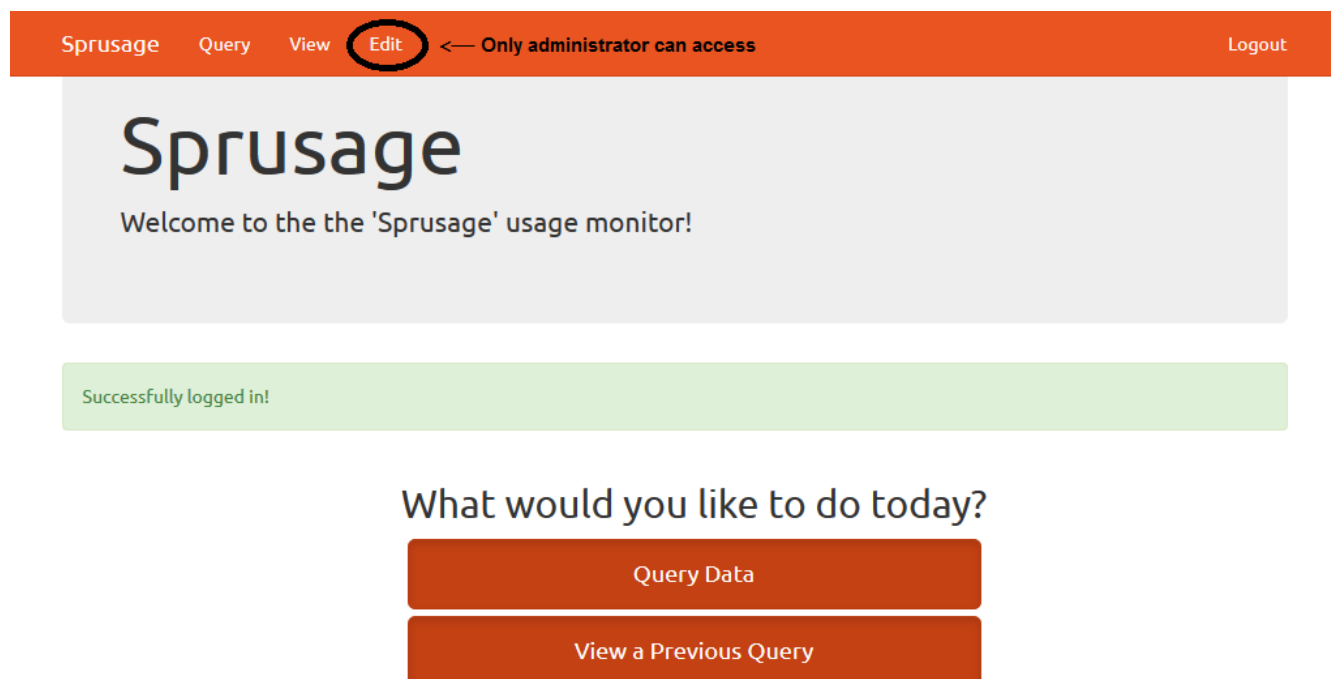 Sprusage Query View Edit <— Only administrator can access Logout
Sprusage
Welcome to the the 'Sprusage' usage monitor!
Successfully logged in!
What would you like to do today?
Query Data
View a Previous Query